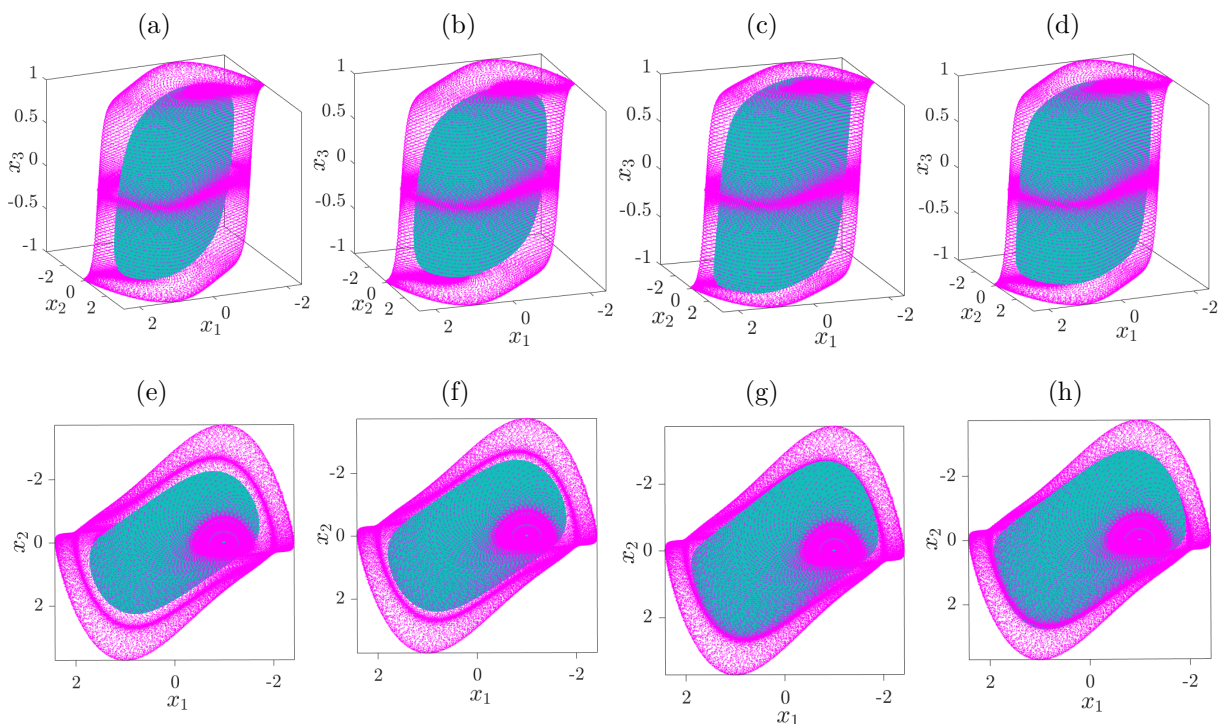 (a) (b) (c) (d)
1 1 1 1
0.5 0.5 0.5 0.5
x3 0 x3 0 x3 0 x3 0
-0.5 -0.5 -0.5 -0.5
-1 -1 -1 -1
-2 0 2 -2 0 2 -2 0 2 -2 0 2
x2 x2 x2 x2
2 0 -2 2 0 -2 2 0 -2 2 0 -2
x1 x1 x1 x1
(e) (f) (g) (h)
-2 -2 -2 -2
x2 0 x2 0 x2 0 x2 0
2 2 2 2
2 0 -2 2 0 -2 2 0 -2 2 0 -2
x1 x1 x1 x1